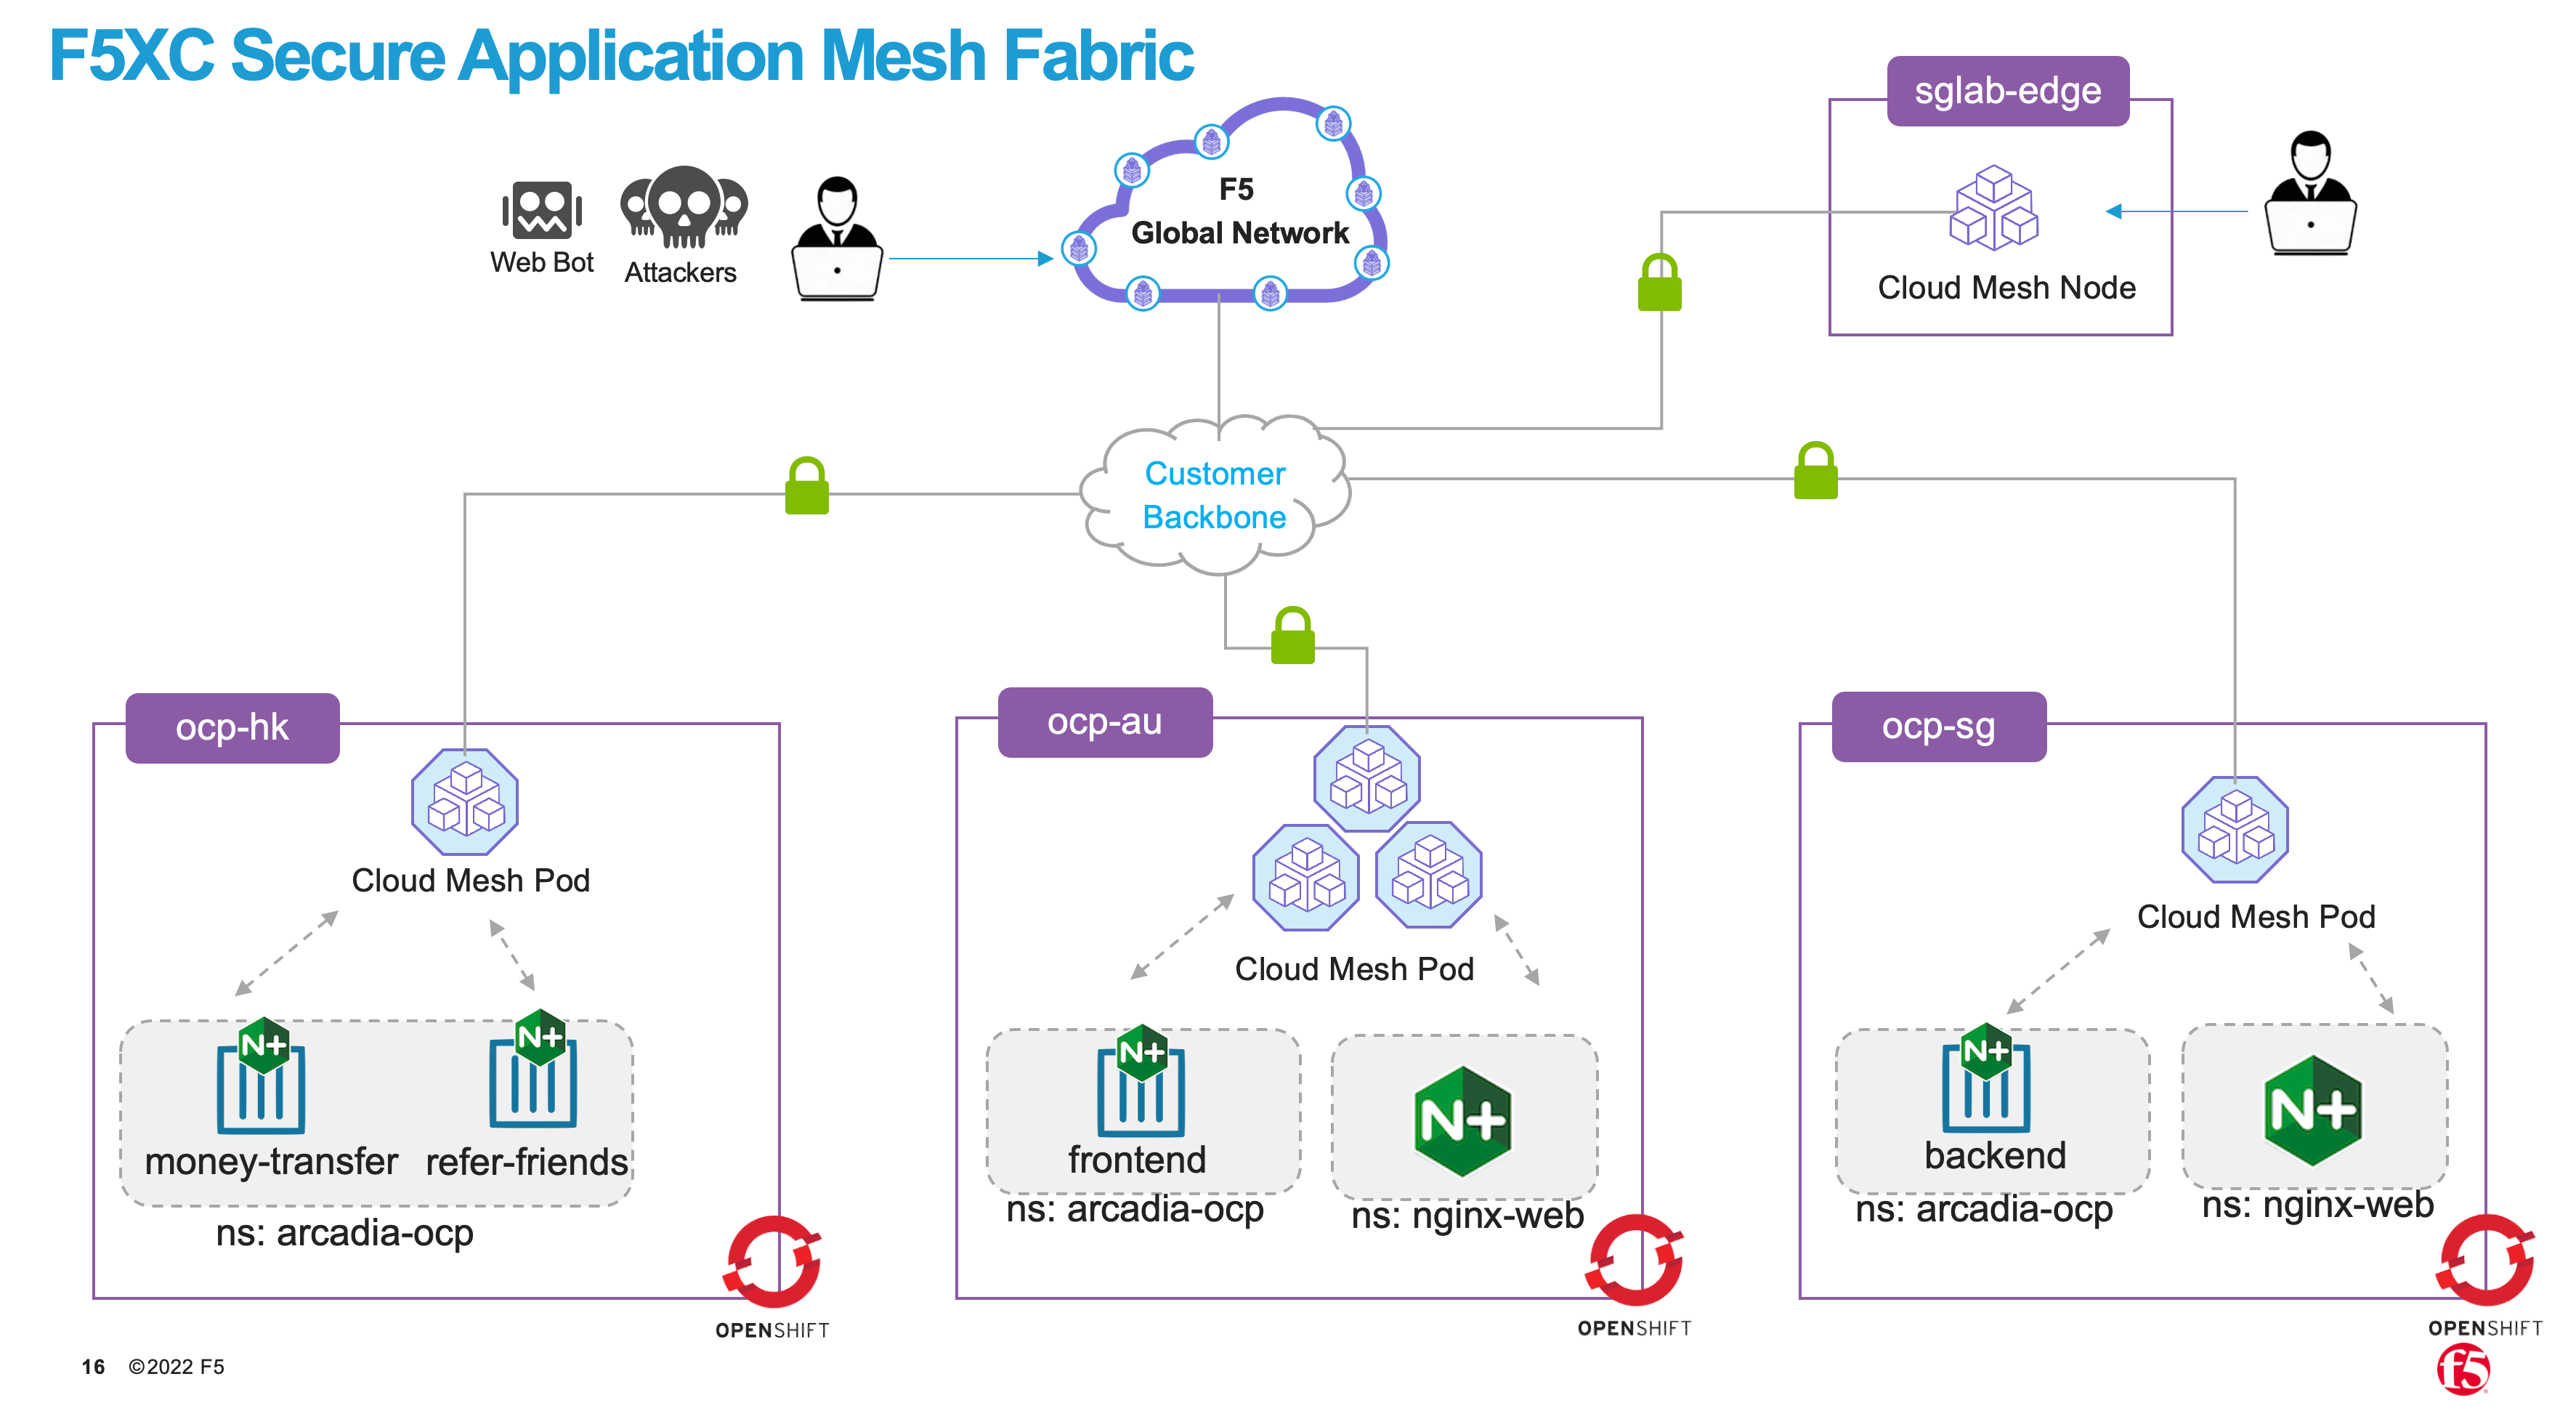 F5XC Secure Application Mesh Fabric
sglab-edge
F5
Global Network
Web Bot
Attackers
Cloud Mesh Node
Customer
Backbone
ocp-hk
ocp-au
ocp-sg
Cloud Mesh Pod
Cloud Mesh Pod
Cloud Mesh Pod
N+
N+
money-transfer
refer-friends
ns: arcadia-ocp
N+
frontend
ns: arcadia-ocp
N+
ns: nginx-web
N+
backend
ns: arcadia-ocp
N+
ns: nginx-web
OPENSHIFT
OPENSHIFT
OPENSHIFT
16 ©2022 F5
f5